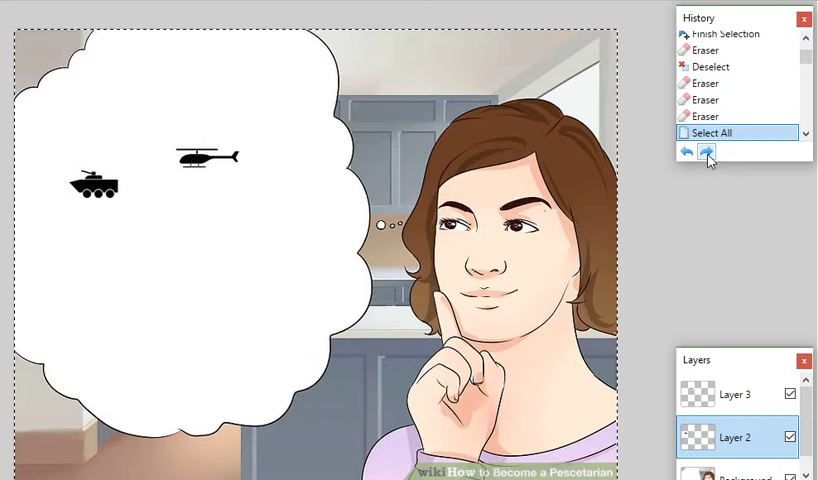 History
Finish Selection
Eraser
Deselect
Eraser
Eraser
Eraser
Select All
wikiHow to Become a Pescetarian
Layers
Layer 3
Layer 2
Background